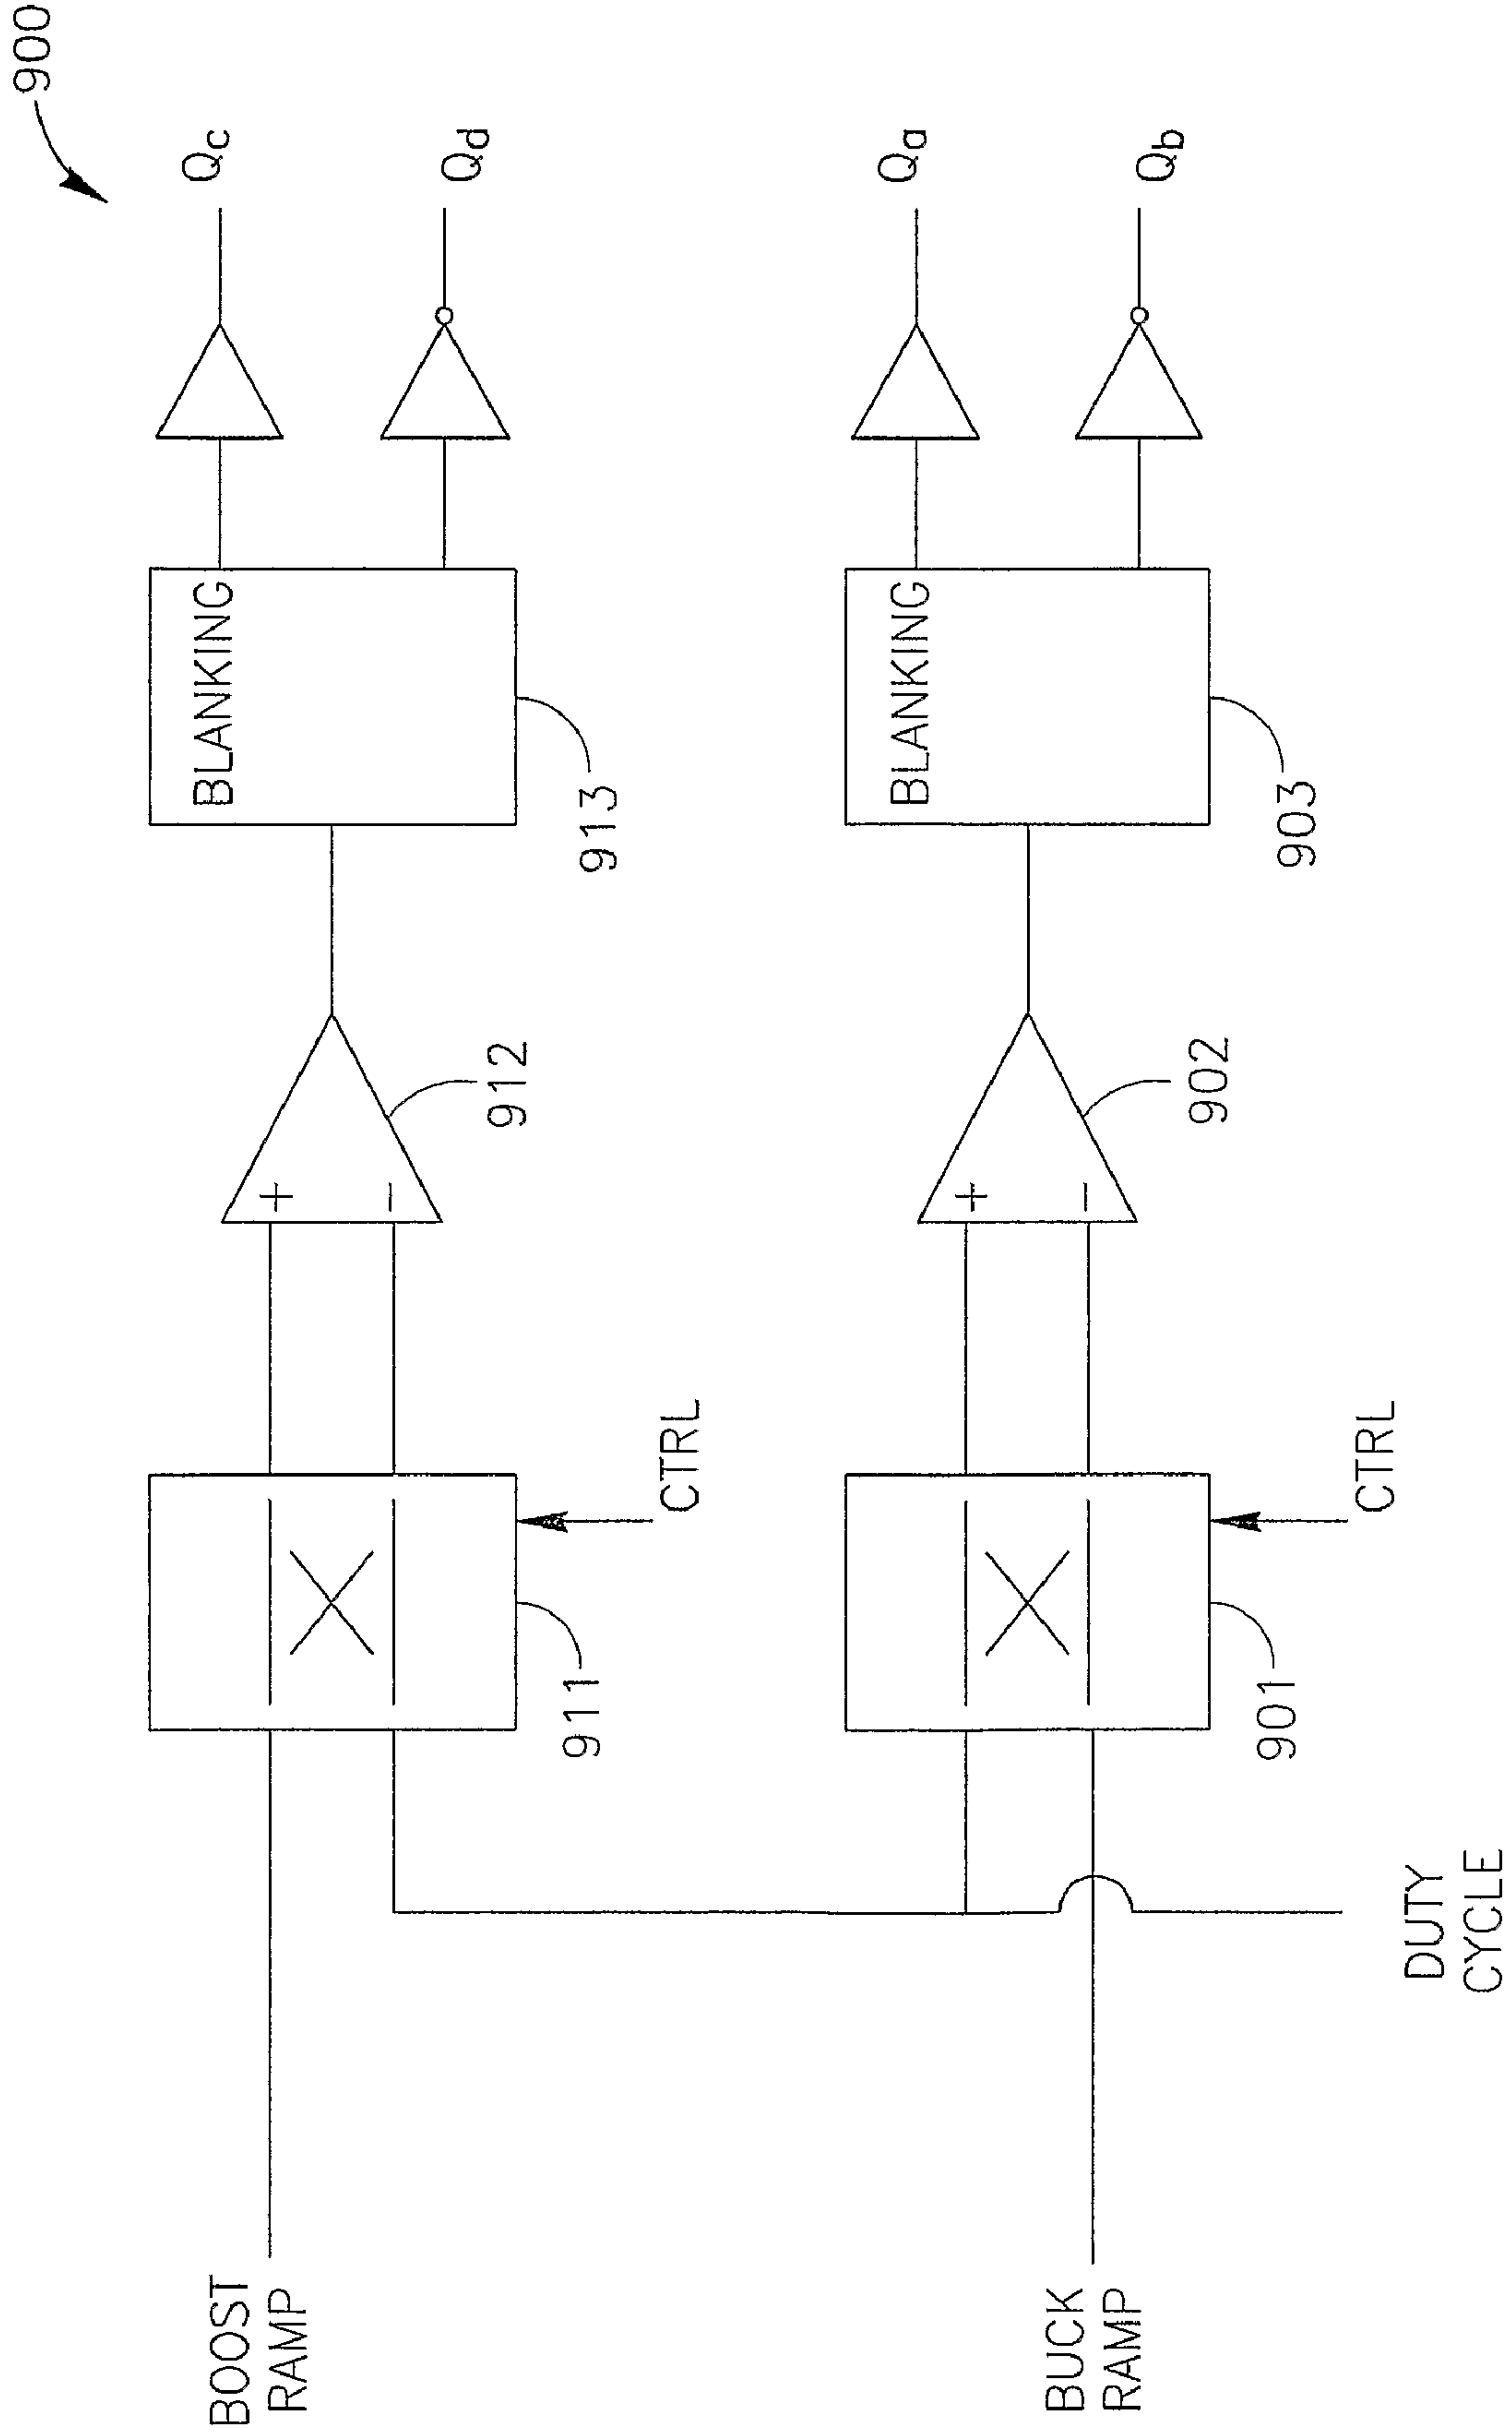 900
BOOST
RAMP
911
CTRL
+
−
912
BLANKING
913
Qc
Qd
BUCK
RAMP
DUTY
CYCLE
901
CTRL
+
−
902
BLANKING
903
Qa
Qb